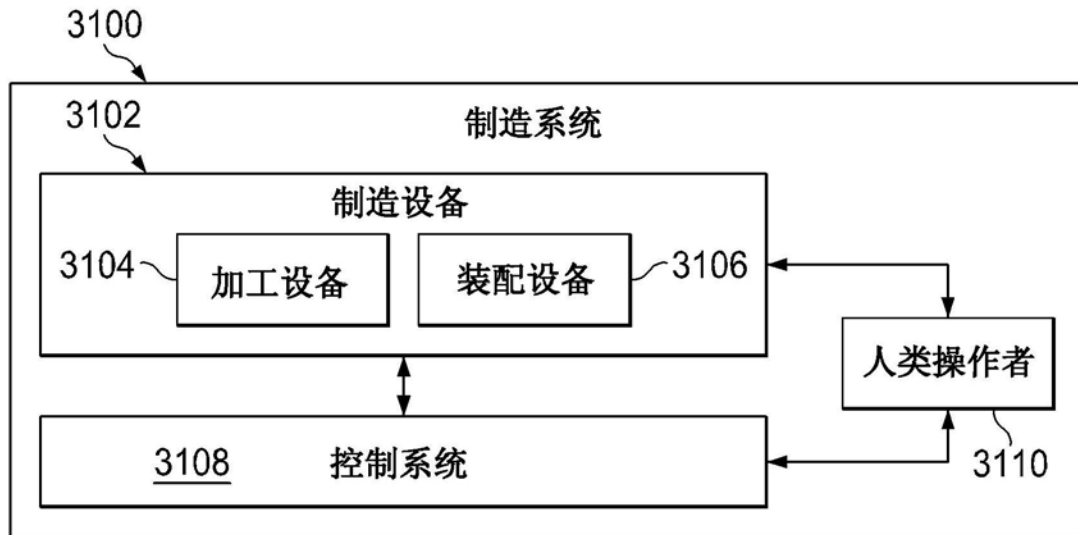 3100
制造系统
3102
制造设备
3104
加工设备
装配设备
3106
人类操作者
3110
3108
控制系统